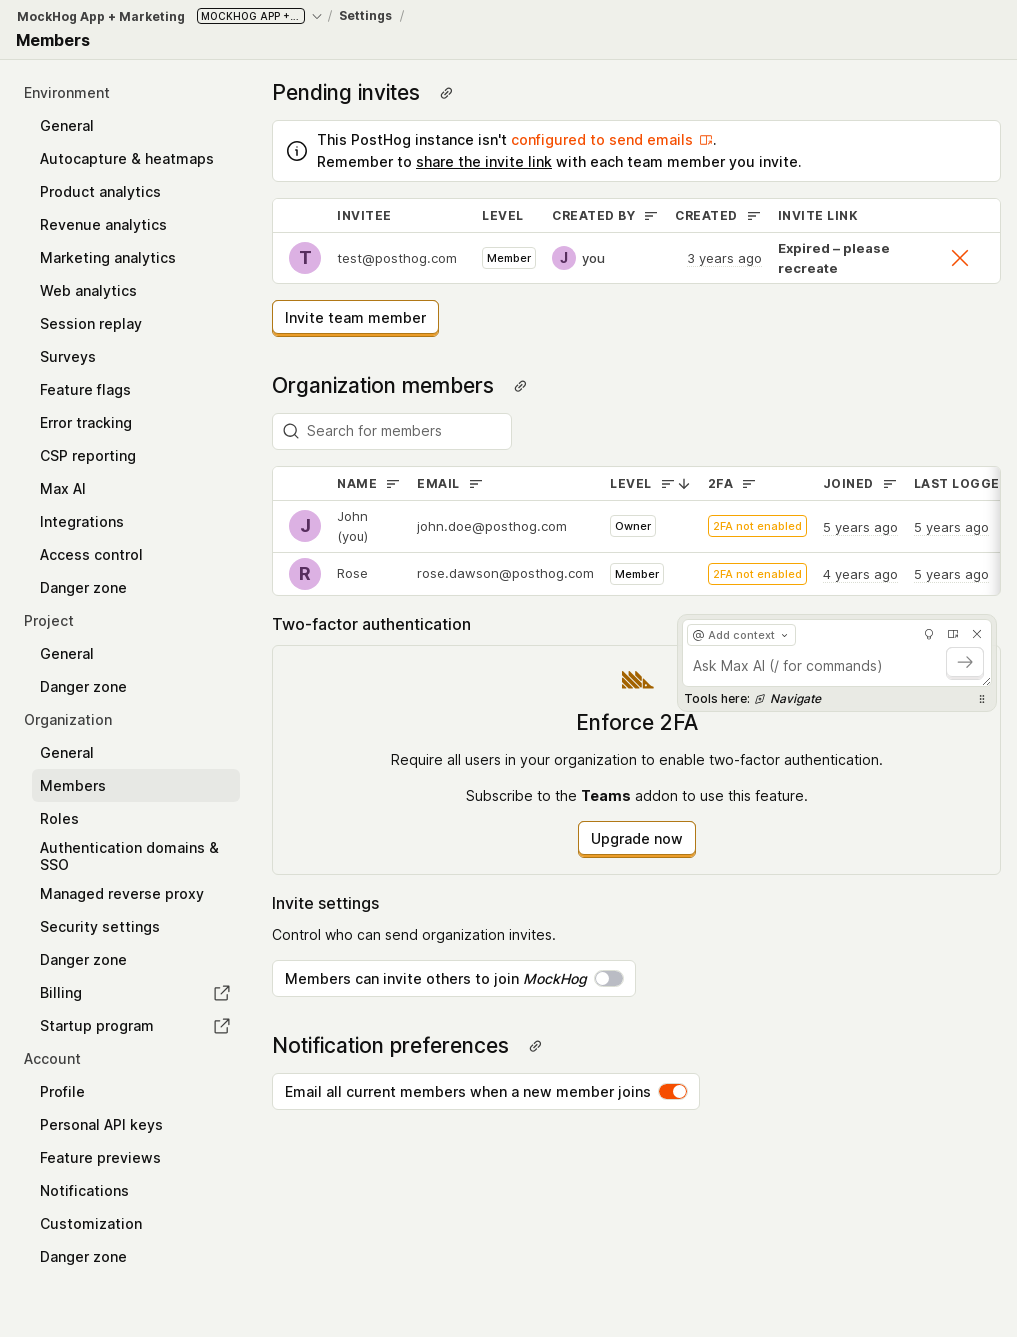 MockHog App + Marketing MOCKHOG APP +... / Settings /
Members
Environment
General
Autocapture & heatmaps
Product analytics
Revenue analytics
Marketing analytics
Web analytics
Session replay
Surveys
Feature flags
Error tracking
CSP reporting
Max AI
Integrations
Access control
Danger zone
Project
General
Danger zone
Organization
General
Members
Roles
Authentication domains &
SSO
Managed reverse proxy
Security settings
Danger zone
Billing
Startup program
Account
Profile
Personal API keys
Feature previews
Notifications
Customization
Danger zone
Pending invites
This PostHog instance isn't configured to send emails.
Remember to share the invite link with each team member you invite.
INVITEE LEVEL CREATED BY CREATED INVITE LINK
T test@posthog.com Member J you 3 years ago Expired – please
recreate
Invite team member
Organization members
Search for members
NAME EMAIL LEVEL 2FA JOINED LAST LOGGE
J John
(you) john.doe@posthog.com Owner 2FA not enabled 5 years ago 5 years ago
R Rose rose.dawson@posthog.com Member 2FA not enabled 4 years ago 5 years ago
Two-factor authentication
@ Add context
Ask Max AI (/ for commands)
Tools here: Navigate
Enforce 2FA
Require all users in your organization to enable two-factor authentication.
Subscribe to the Teams addon to use this feature.
Upgrade now
Invite settings
Control who can send organization invites.
Members can invite others to join MockHog
Notification preferences
Email all current members when a new member joins